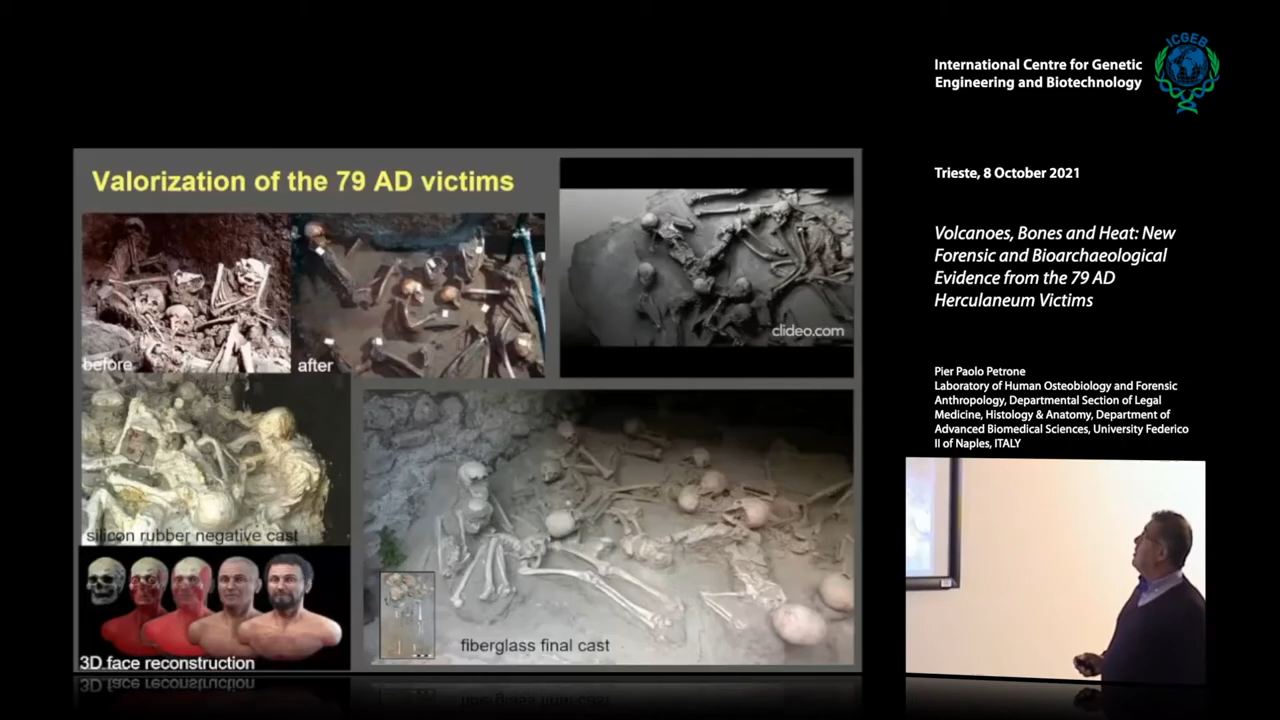 ICGEB
International Centre for Genetic
Engineering and Biotechnology
Trieste, 8 October 2021
Volcanoes, Bones and Heat: New
Forensic and Bioarchaeological
Evidence from the 79 AD
Herculaneum Victims
Pier Paolo Petrone
Laboratory of Human Osteobiology and Forensic
Anthropology, Departmental Section of Legal
Medicine, Histology & Anatomy, Department of
Advanced Biomedical Sciences, University Federico
II of Naples, ITALY
Valorization of the 79 AD victims
before
after
clideo.com
silicon rubber negative cast
3D face reconstruction
fiberglass final cast